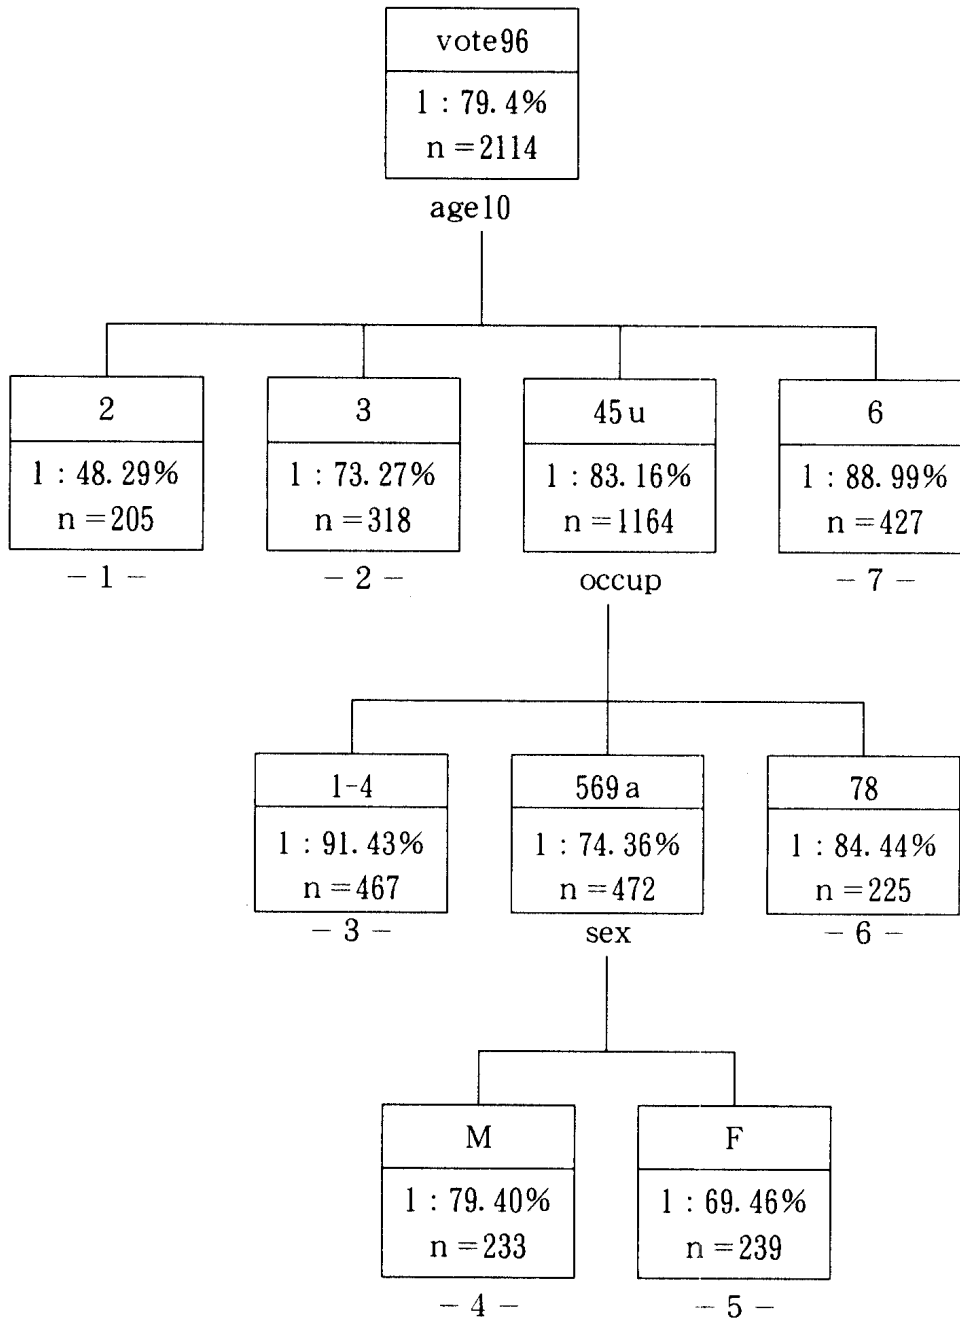 vote96
1 : 79.4%
n = 2114
age10
2
1 : 48.29%
n = 205
- 1 -
3
1 : 73.27%
n = 318
- 2 -
45u
1 : 83.16%
n = 1164
occup
6
1 : 88.99%
n = 427
- 7 -
1-4
1 : 91.43%
n = 467
- 3 -
569a
1 : 74.36%
n = 472
sex
78
1 : 84.44%
n = 225
- 6 -
M
1 : 79.40%
n = 233
- 4 -
F
1 : 69.46%
n = 239
- 5 -